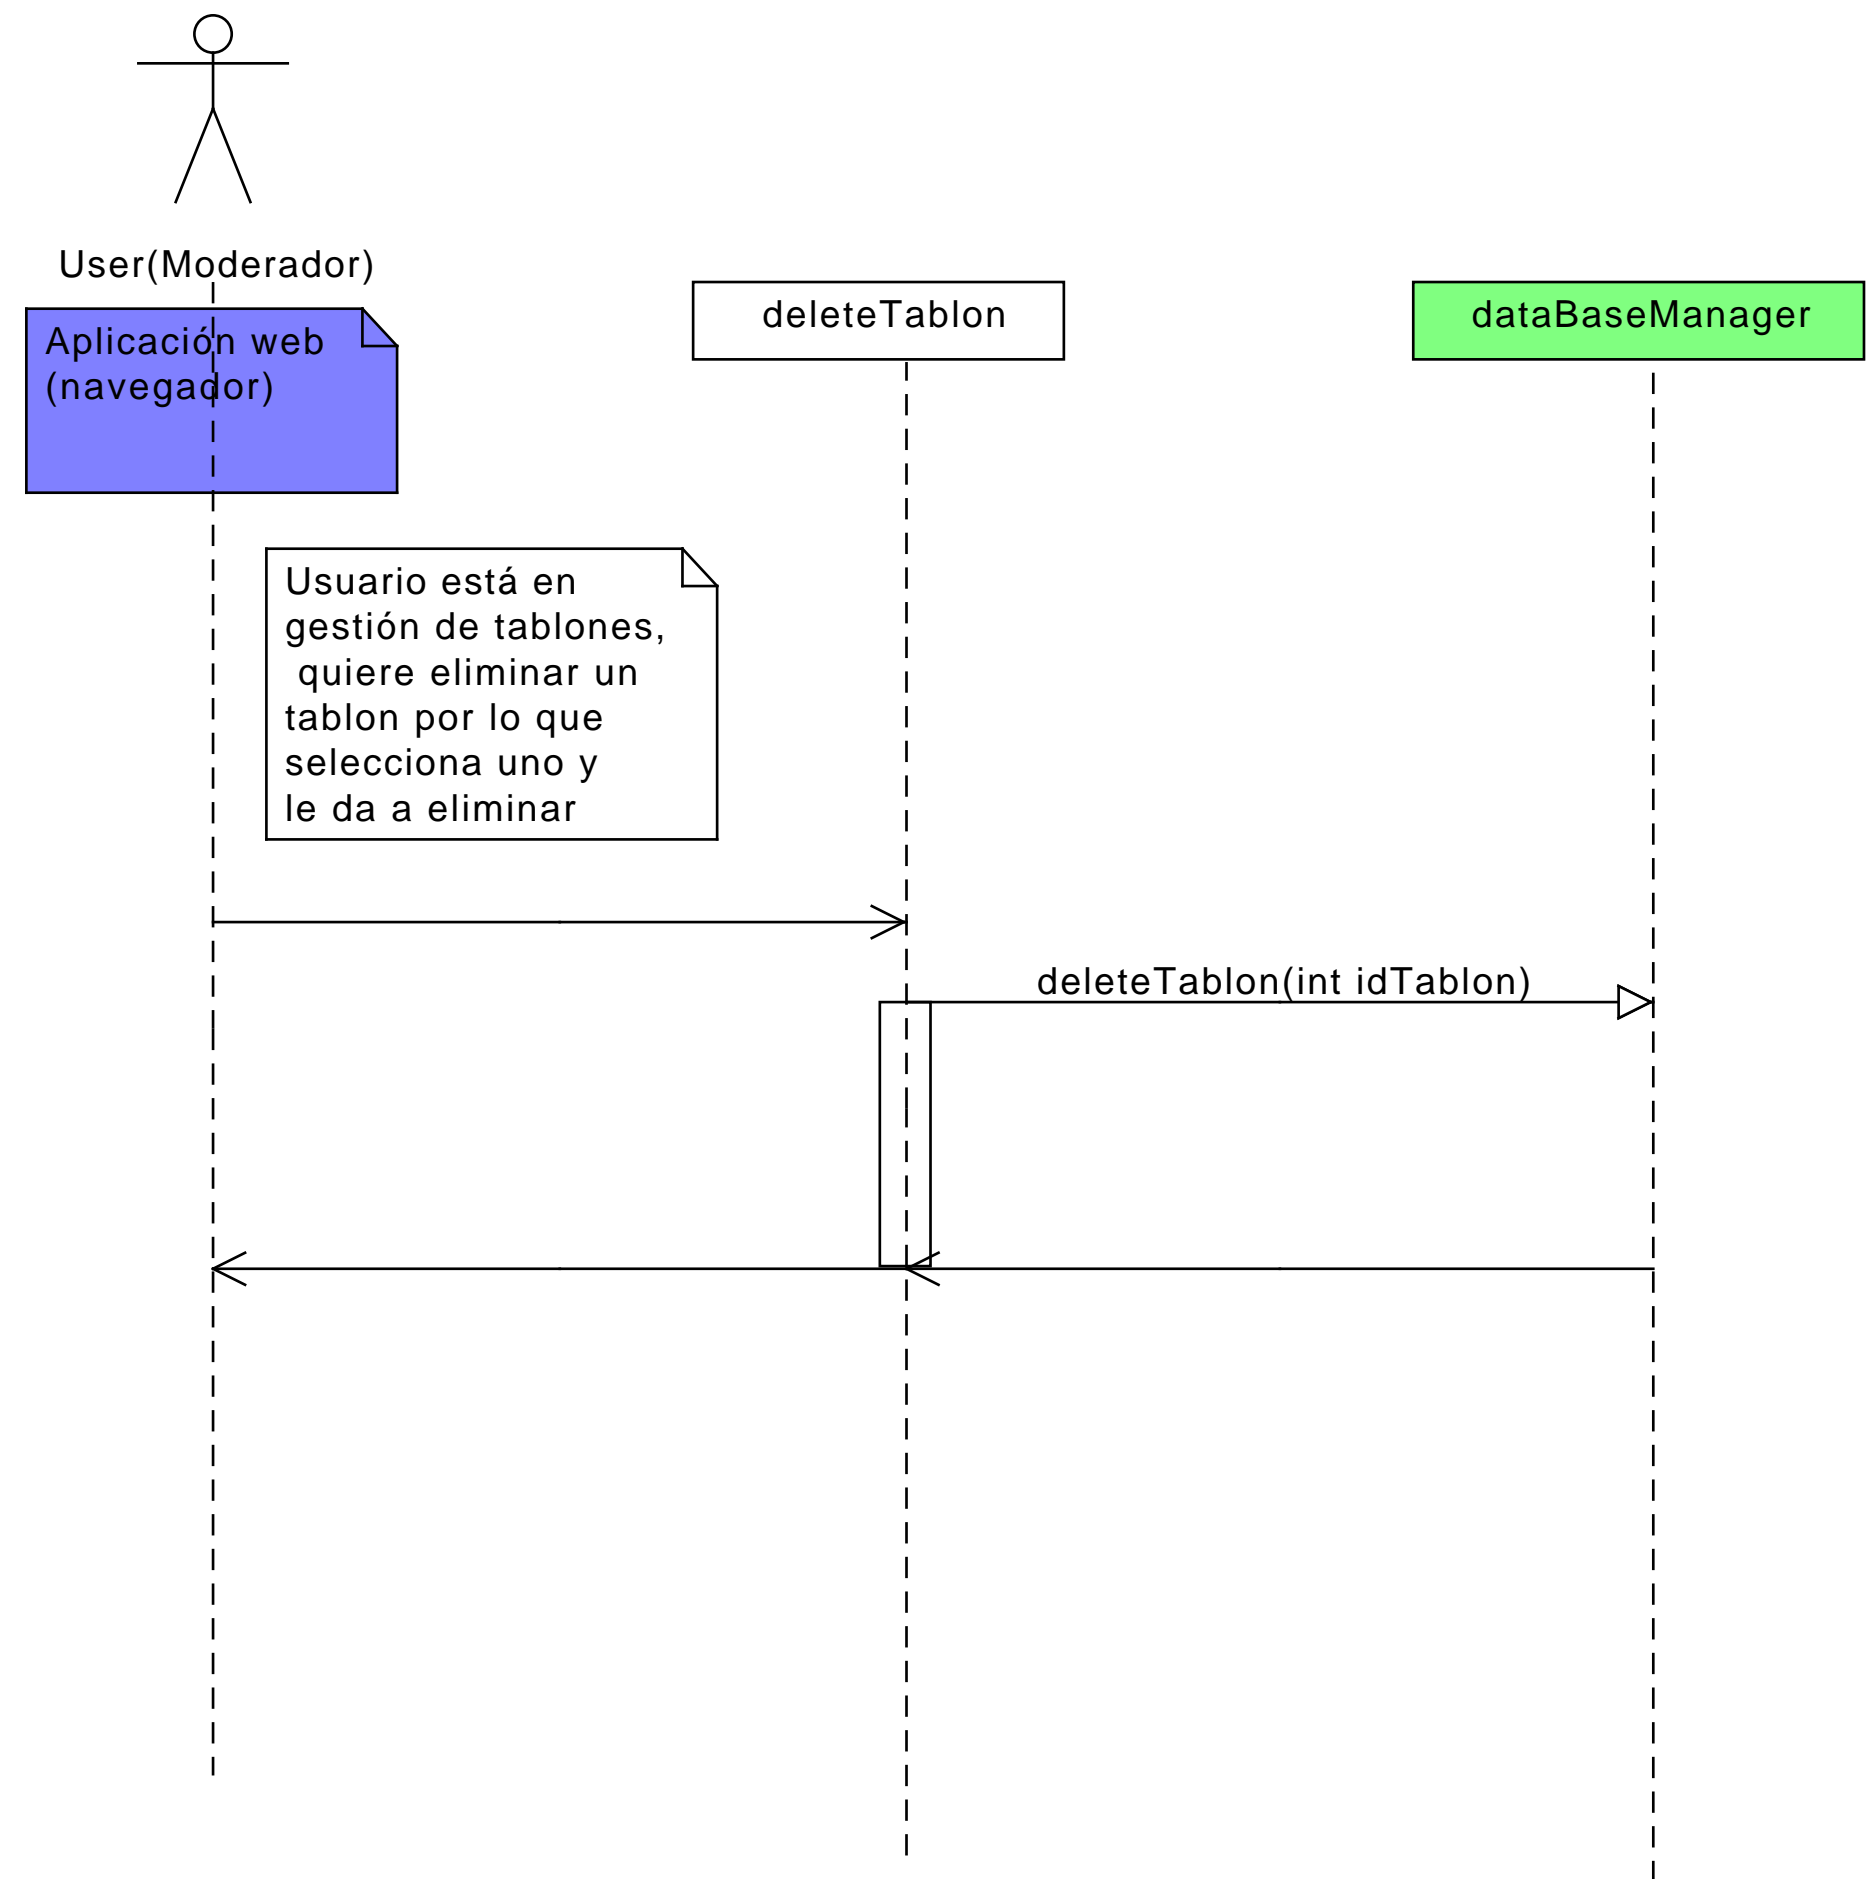 User(Moderador)
Aplicación web
(navegador)
deleteTablon
dataBaseManager
Usuario está en
gestión de tablones,
quiere eliminar un
tablon por lo que
selecciona uno y
le da a eliminar
deleteTablon(int idTablon)